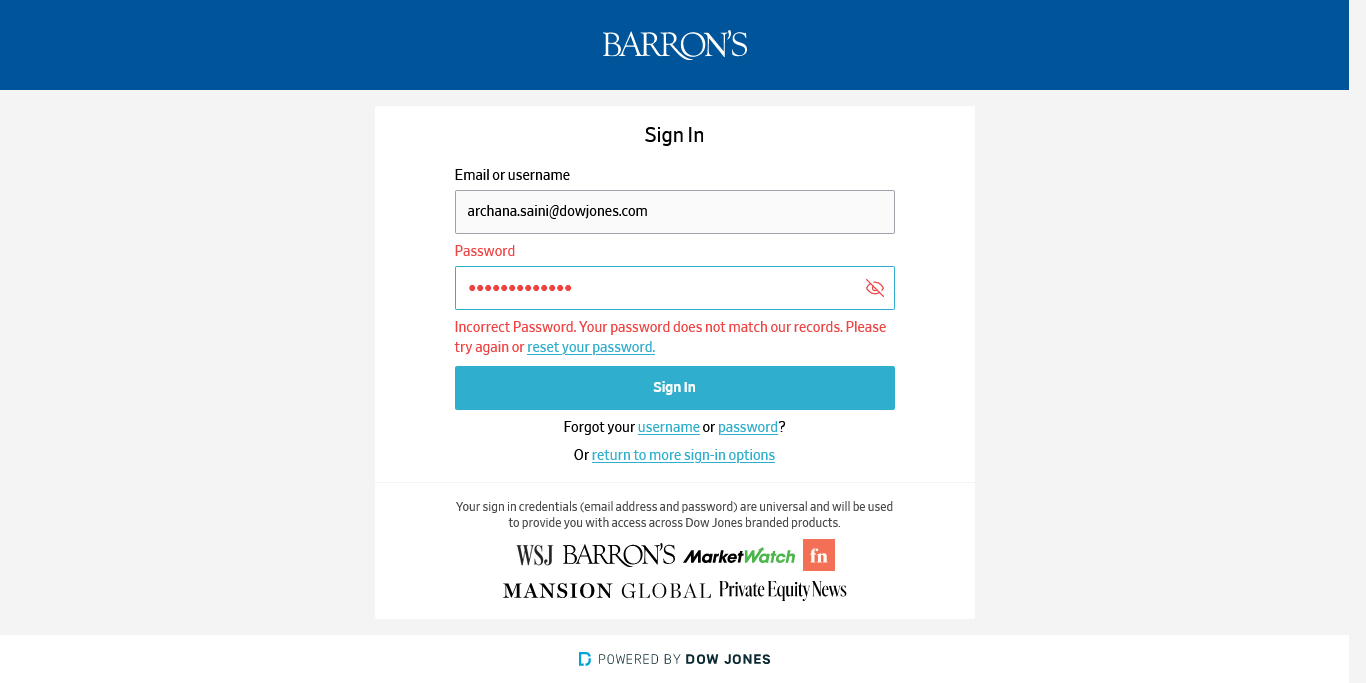 BARRON'S
Sign In
Email or username
archana.saini@dowjones.com
Password
•••••••••••••
Incorrect Password. Your password does not match our records. Please
try again or reset your password.
Sign In
Forgot your username or password?
Or return to more sign-in options
Your sign in credentials (email address and password) are universal and will be used
to provide you with access across Dow Jones branded products.
WSJ BARRON'S MarketWatch fn
MANSION GLOBAL Private Equity News
POWERED BY DOW JONES